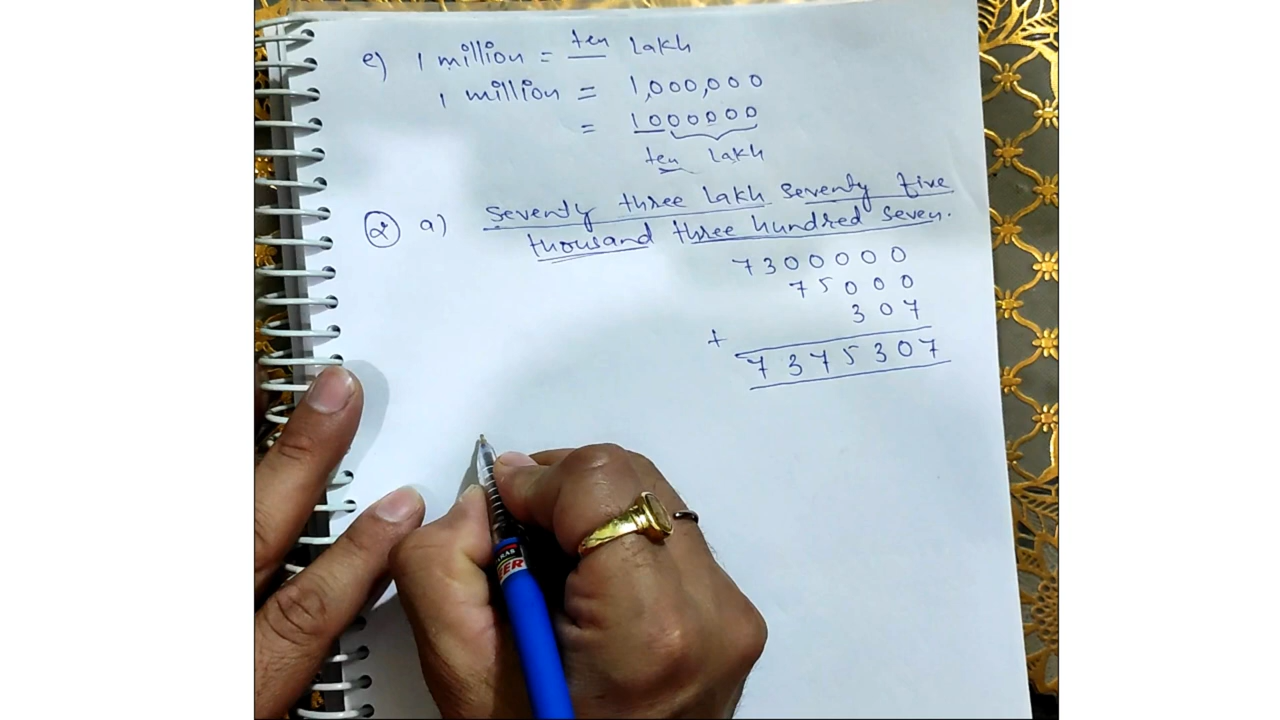 e) 1 million = ten lakh
1 million = 1,000,000
= 1000000
ten lakh
2 a) seventy three lakh seventy five
thousand three hundred seven.
7300000
75000
307
+
7375307